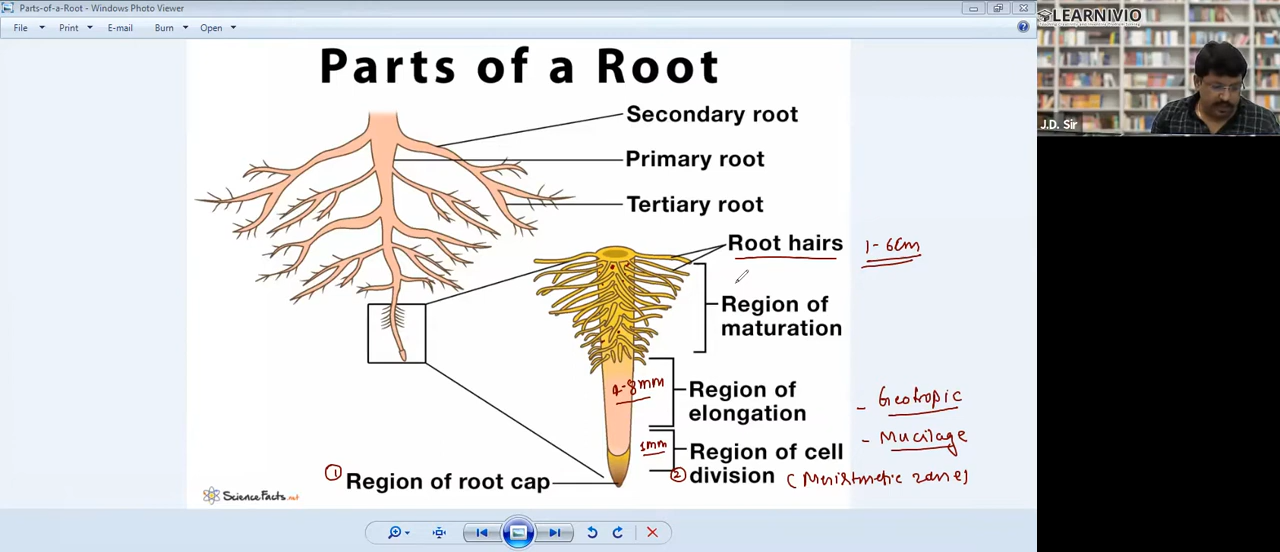 Parts-of-a-Root - Windows Photo Viewer
File Print E-mail Burn Open
LEARNIVIO
J.D. Sir
Parts of a Root
Secondary root
Primary root
Tertiary root
Root hairs 1-6cm
Region of
maturation
4-8mm
Region of
elongation
- Geotropic
- Mucilage
1mm
Region of cell
② division (Meristmetic zone)
① Region of root cap
ScienceFacts.net